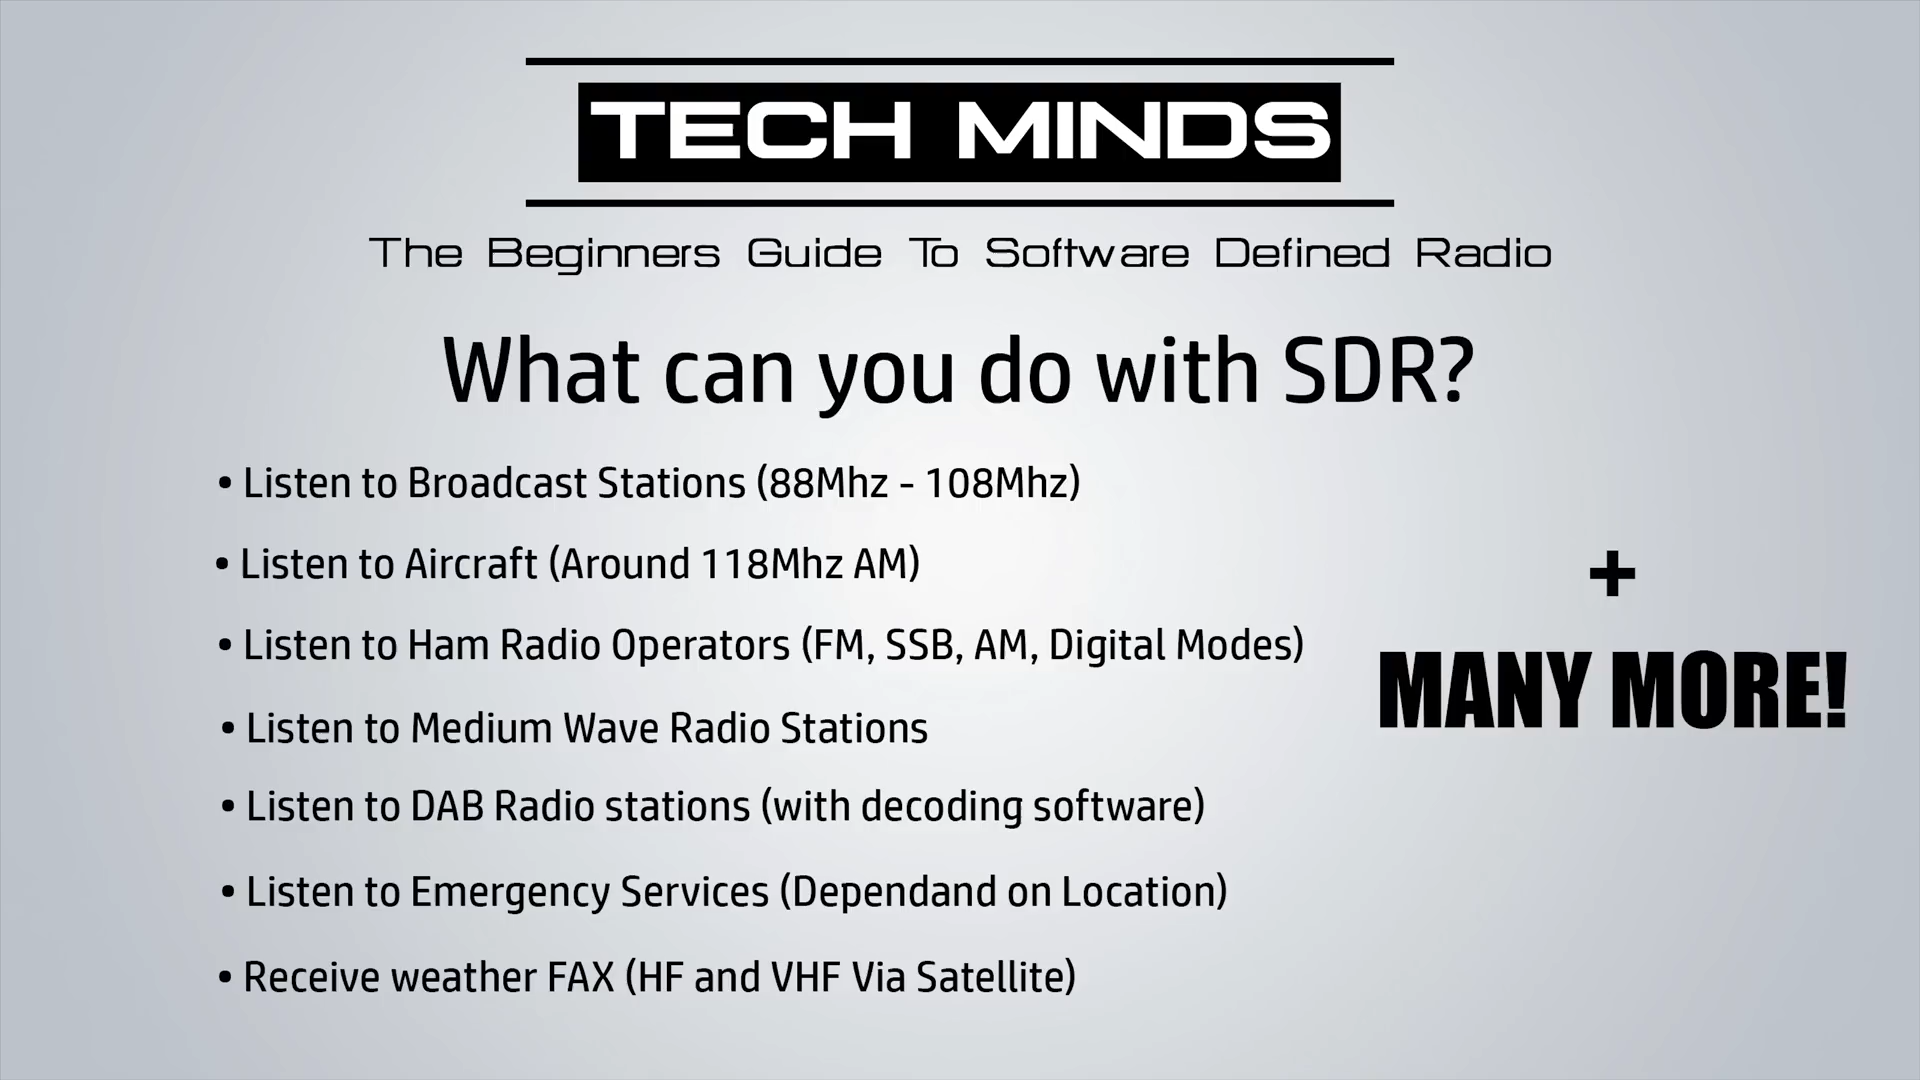 TECH MINDS
The Beginners Guide To Software Defined Radio
What can you do with SDR?
• Listen to Broadcast Stations (88Mhz - 108Mhz)
• Listen to Aircraft (Around 118Mhz AM)
• Listen to Ham Radio Operators (FM, SSB, AM, Digital Modes)
• Listen to Medium Wave Radio Stations
• Listen to DAB Radio stations (with decoding software)
• Listen to Emergency Services (Dependand on Location)
• Receive weather FAX (HF and VHF Via Satellite)
+
MANY MORE!